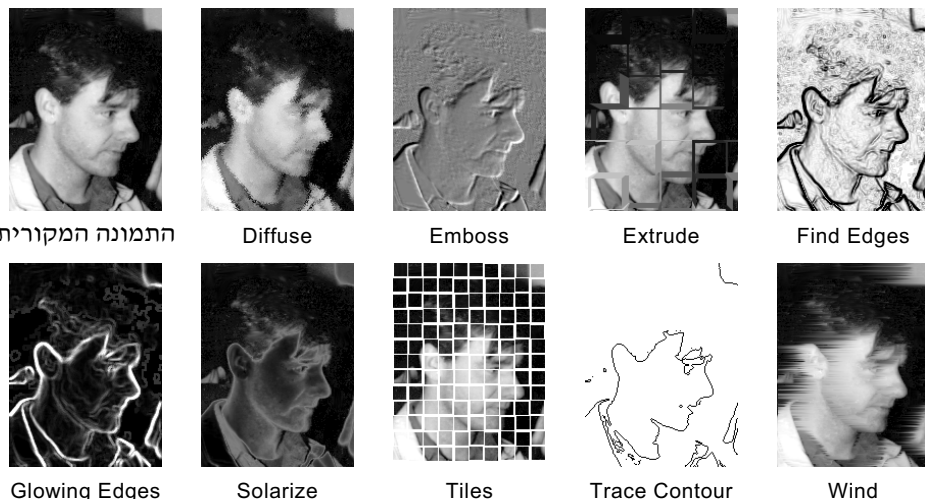 התמונה המקורית
Diffuse
Emboss
Extrude
Find Edges
Glowing Edges
Solarize
Tiles
Trace Contour
Wind